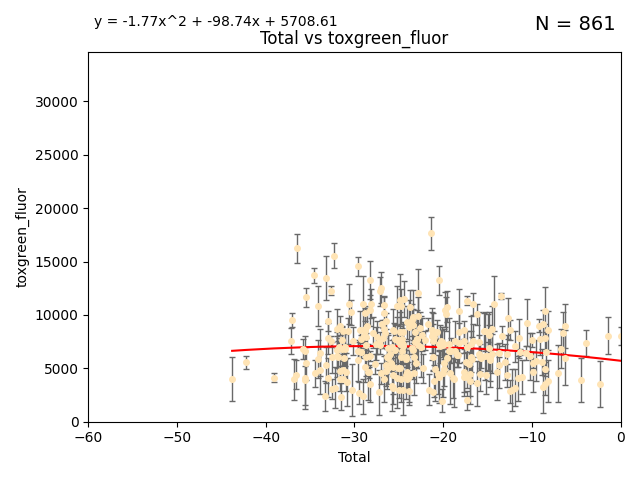 y = -1.77x^2 + -98.74x + 5708.61
N = 861
Total vs toxgreen_fluor
30000
25000
20000
15000
10000
5000
0
toxgreen_fluor
−60 −50 −40 −30 −20 −10 0
Total